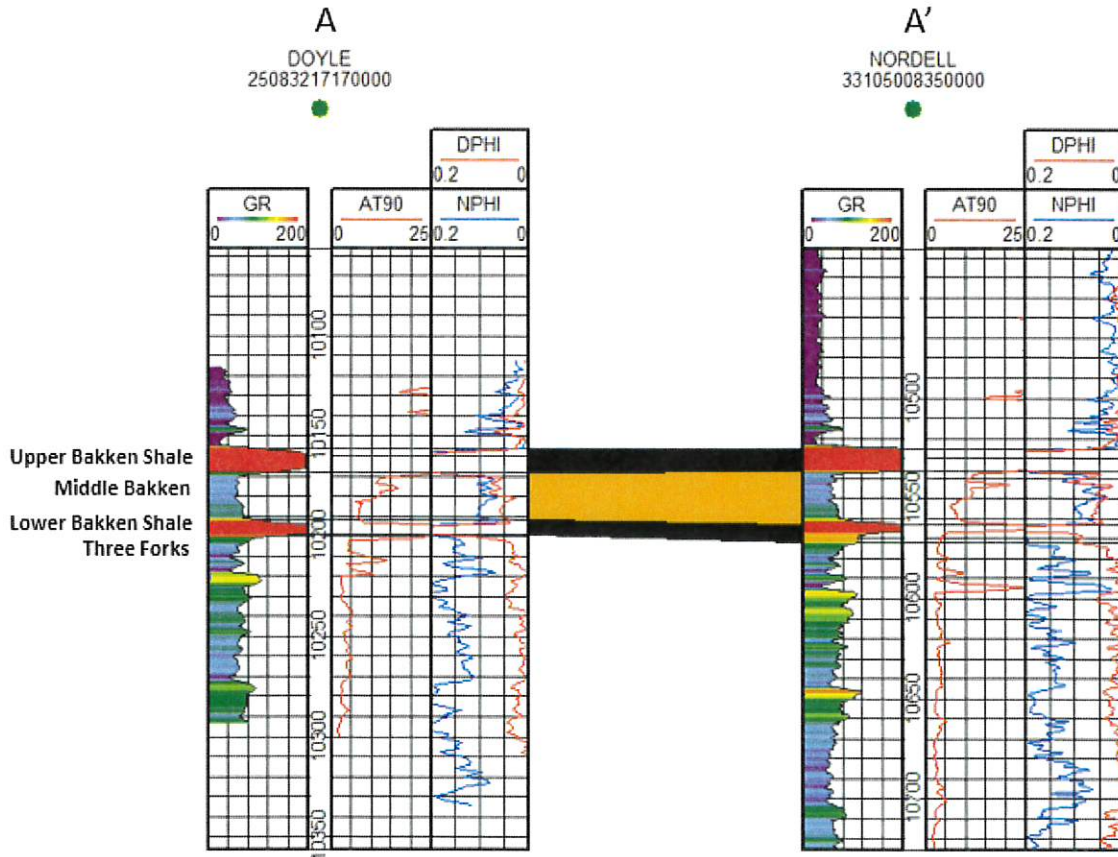 A
A'
DOYLE
25083217170000
NORDELL
33105008350000
DPHI
0.2 0
GR
0 200
AT90
0 25
NPHI
0.2 0
DPHI
0.2 0
GR
0 200
AT90
0 25
NPHI
0.2 0
10100
10150
10200
10250
10300
10350
Upper Bakken Shale
Middle Bakken
Lower Bakken Shale
Three Forks
10500
10550
10600
10650
10700